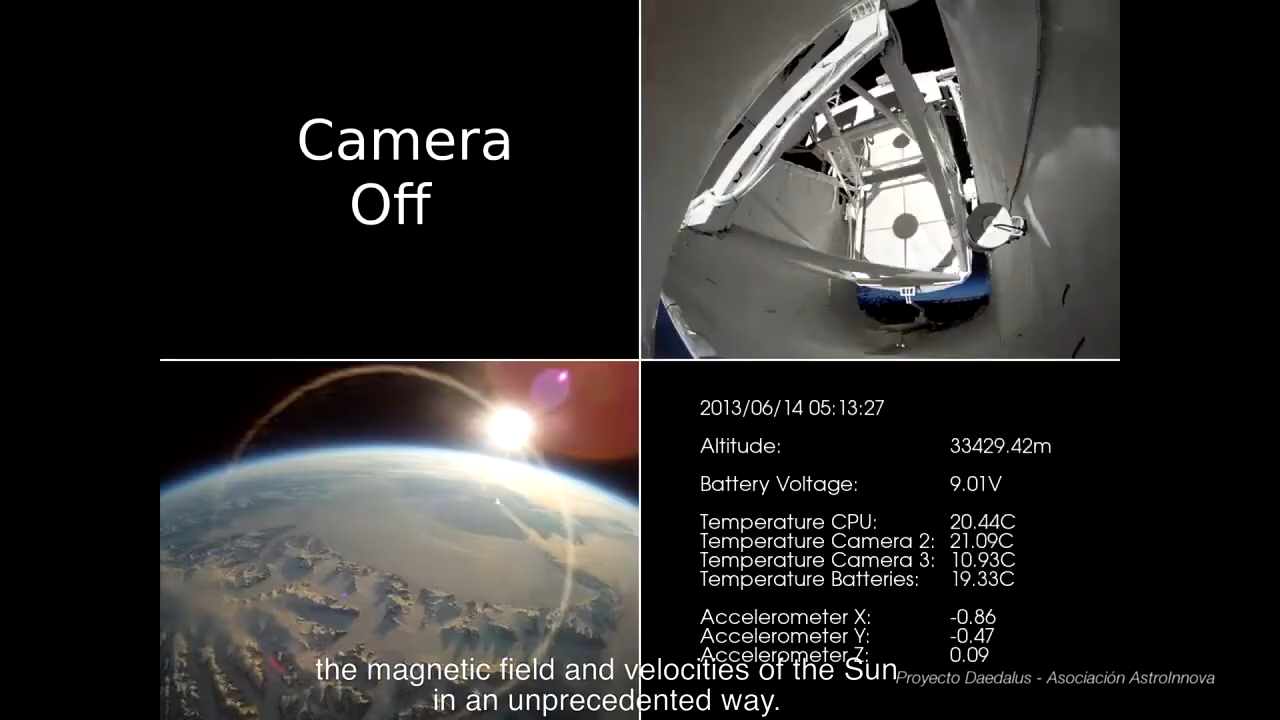 Camera
Off
2013/06/14 05:13:27
Altitude: 33429.42m
Battery Voltage: 9.01V
Temperature CPU: 20.44C
Temperature Camera 2: 21.09C
Temperature Camera 3: 10.93C
Temperature Batteries: 19.33C
Accelerometer X: -0.86
Accelerometer Y: -0.47
Accelerometer Z: 0.09
the magnetic field and velocities of the Sun
in an unprecedented way.
Proyecto Daedalus - Asociación AstroInnova